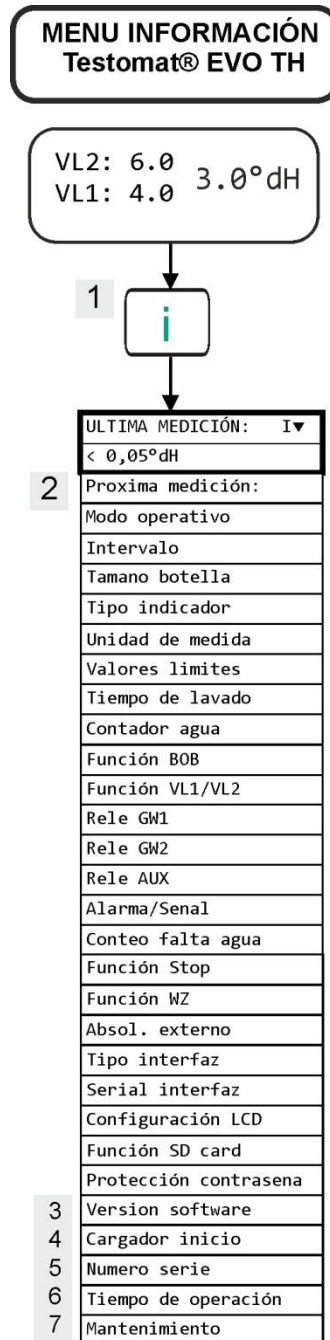 MENU INFORMACIÓN
Testomat® EVO TH
VL2: 6.0
VL1: 4.0
3.0°dH
1
i
ULTIMA MEDICIÓN: I▼
< 0,05°dH
2 Proxima medición:
Modo operativo
Intervalo
Tamano botella
Tipo indicador
Unidad de medida
Valores limites
Tiempo de lavado
Contador agua
Función BOB
Función VL1/VL2
Rele GW1
Rele GW2
Rele AUX
Alarma/Senal
Conteo falta agua
Función Stop
Función WZ
Absol. externo
Tipo interfaz
Serial interfaz
Configuración LCD
Función SD card
Protección contrasena
3 Version software
4 Cargador inicio
5 Numero serie
6 Tiempo de operación
7 Mantenimiento